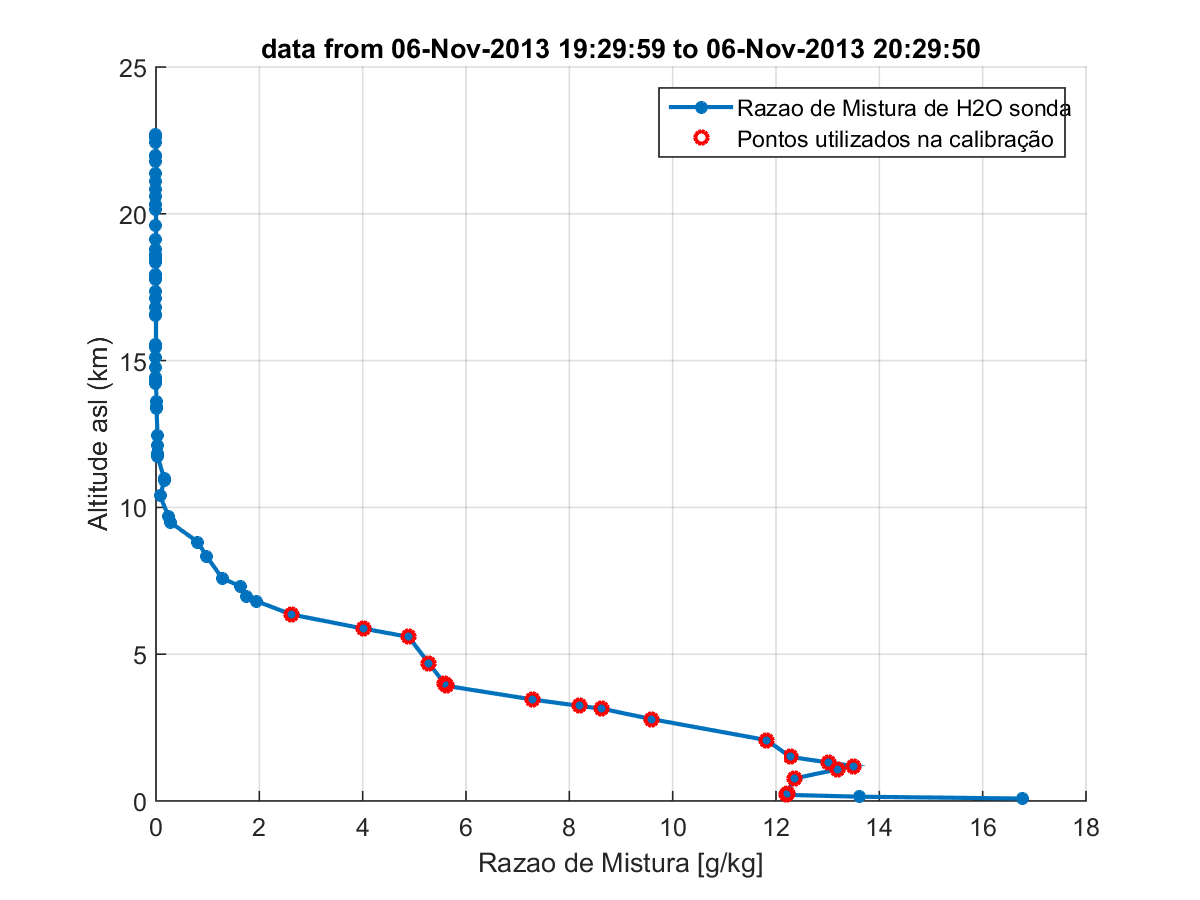 data from 06-Nov-2013 19:29:59 to 06-Nov-2013 20:29:50
Razao de Mistura de H2O sonda
Pontos utilizados na calibração
25
20
15
10
5
0
Altitude asl (km)
0 2 4 6 8 10 12 14 16 18
Razao de Mistura [g/kg]